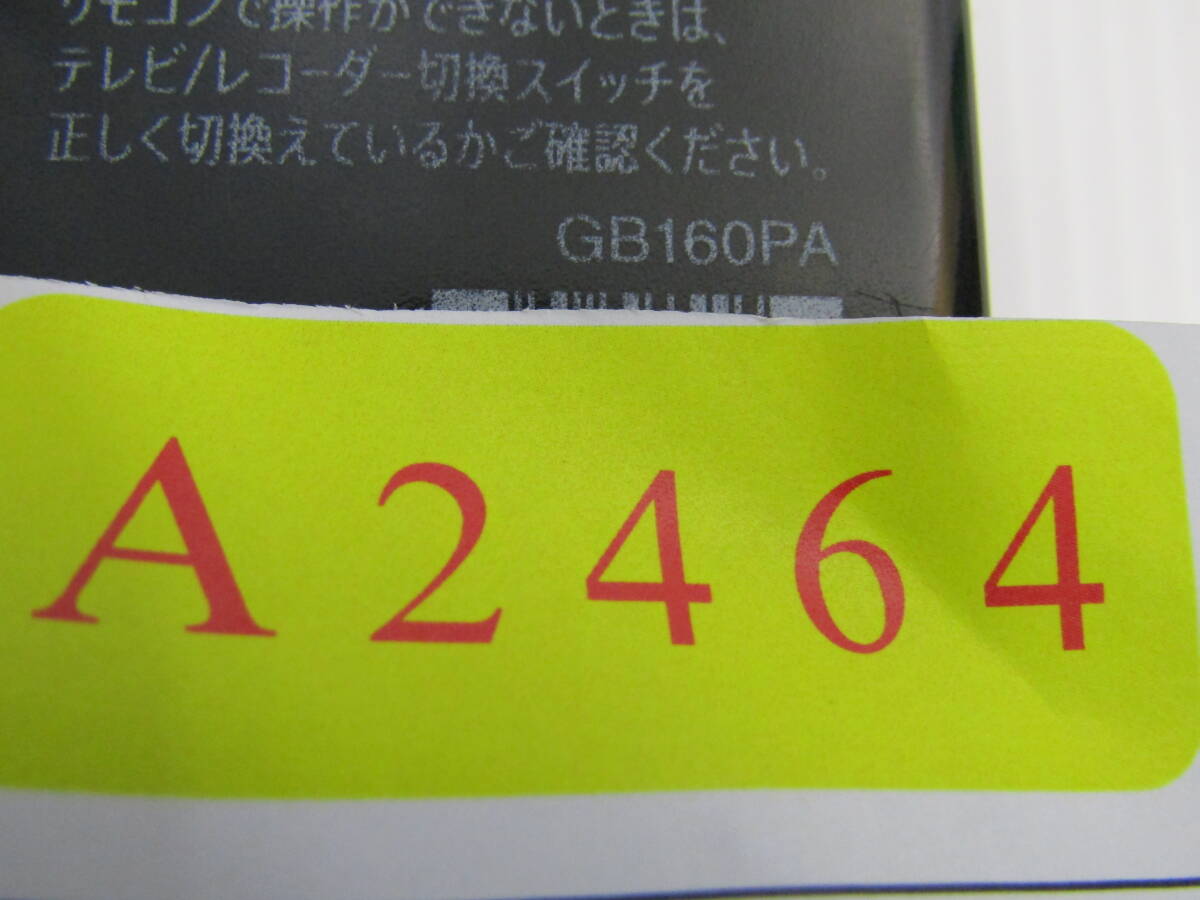 リモコンで操作ができないときは、
テレビ/レコーダー切換スイッチを
正しく切換えているかご確認ください。
GB160PA
A2464